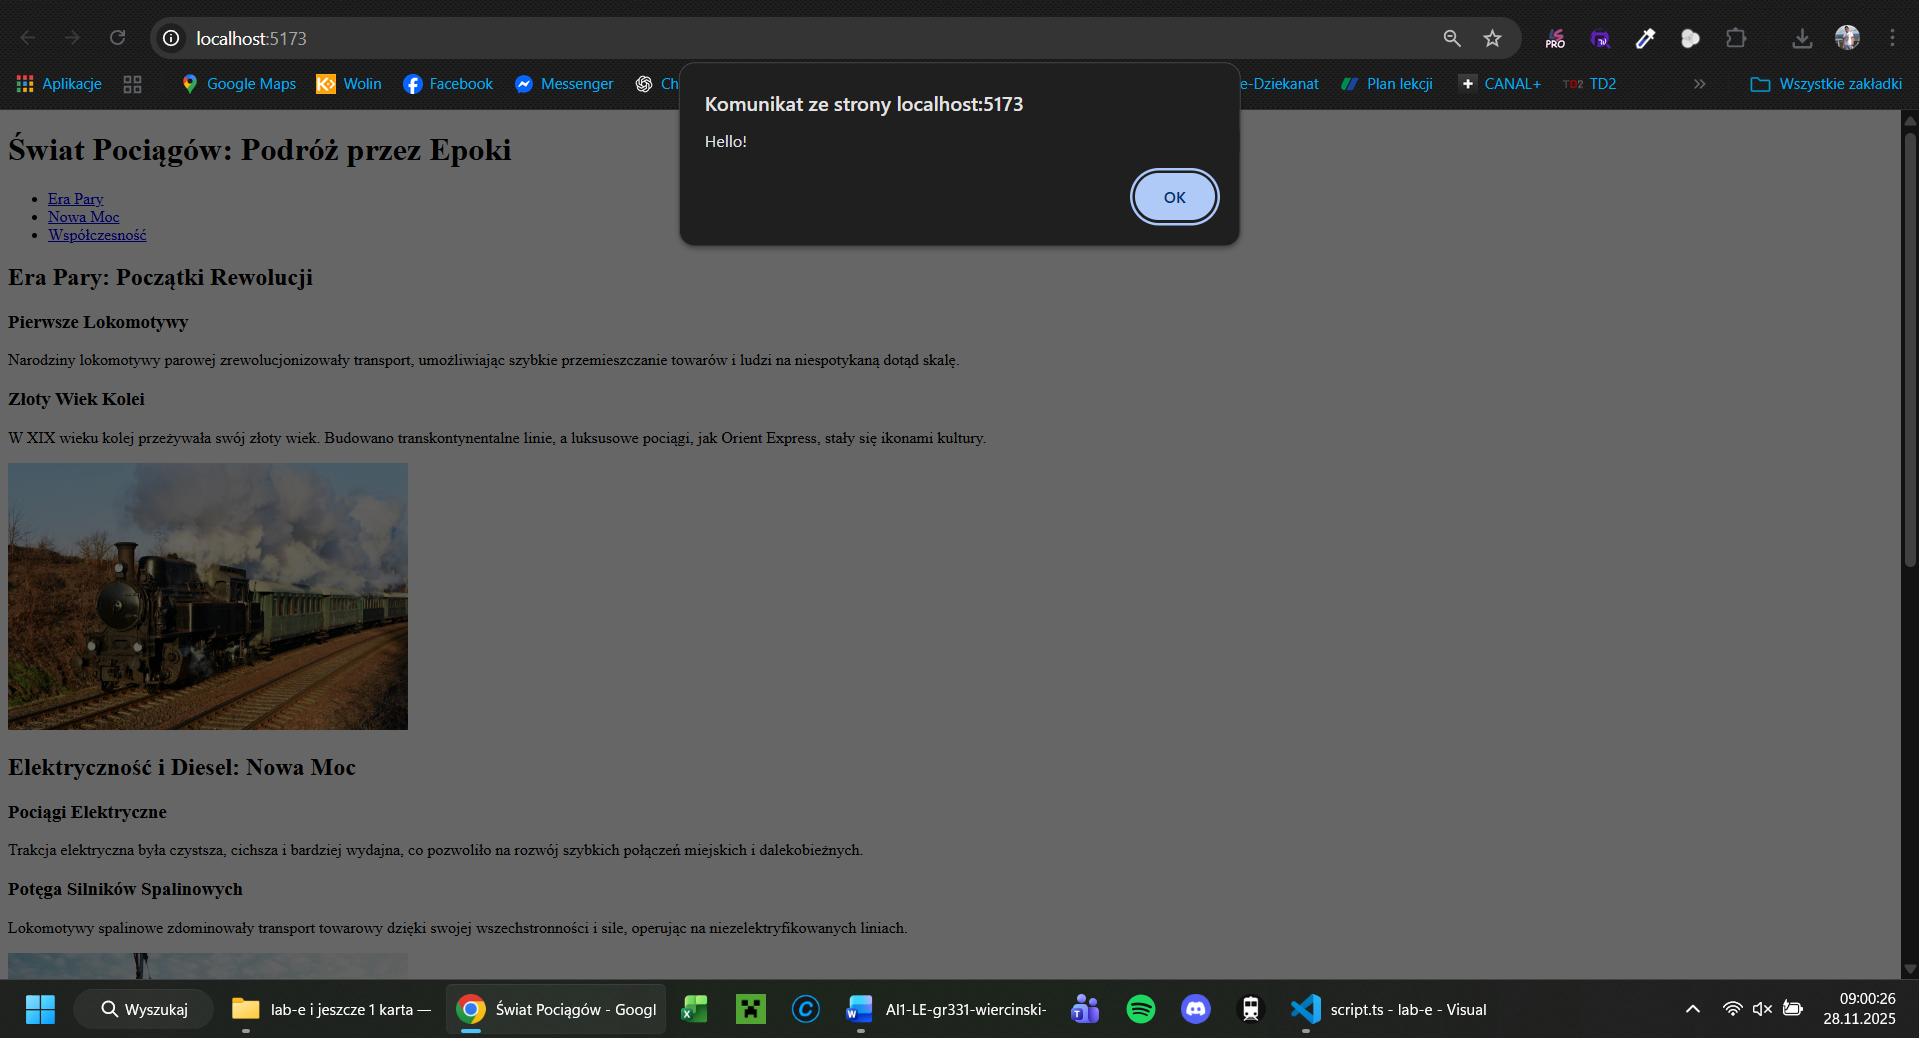 localhost:5173
PRO
Aplikacje
Google Maps
Wolin
Facebook
Messenger
Ch
e-Dziekanat
Plan lekcji
CANAL+
TD2
TD2
Wszystkie zakładki
Komunikat ze strony localhost:5173
Hello!
OK
Świat Pociągów: Podróż przez Epoki
Era Pary
Nowa Moc
Współczesność
Era Pary: Początki Rewolucji
Pierwsze Lokomotywy
Narodziny lokomotywy parowej zrewolucjonizowały transport, umożliwiając szybkie przemieszczanie towarów i ludzi na niespotykaną dotąd skalę.
Złoty Wiek Kolei
W XIX wieku kolej przeżywała swój złoty wiek. Budowano transkontynentalne linie, a luksusowe pociągi, jak Orient Express, stały się ikonami kultury.
Elektryczność i Diesel: Nowa Moc
Pociągi Elektryczne
Trakcja elektryczna była czystsza, cichsza i bardziej wydajna, co pozwoliło na rozwój szybkich połączeń miejskich i dalekobieżnych.
Potęga Silników Spalinowych
Lokomotywy spalinowe zdominowały transport towarowy dzięki swojej wszechstronności i sile, operując na niezelektryfikowanych liniach.
Wyszukaj
lab-e i jeszcze 1 karta —
Świat Pociągów - Googl
AI1-LE-gr331-wiercinski-
script.ts - lab-e - Visual
09:00:26
28.11.2025